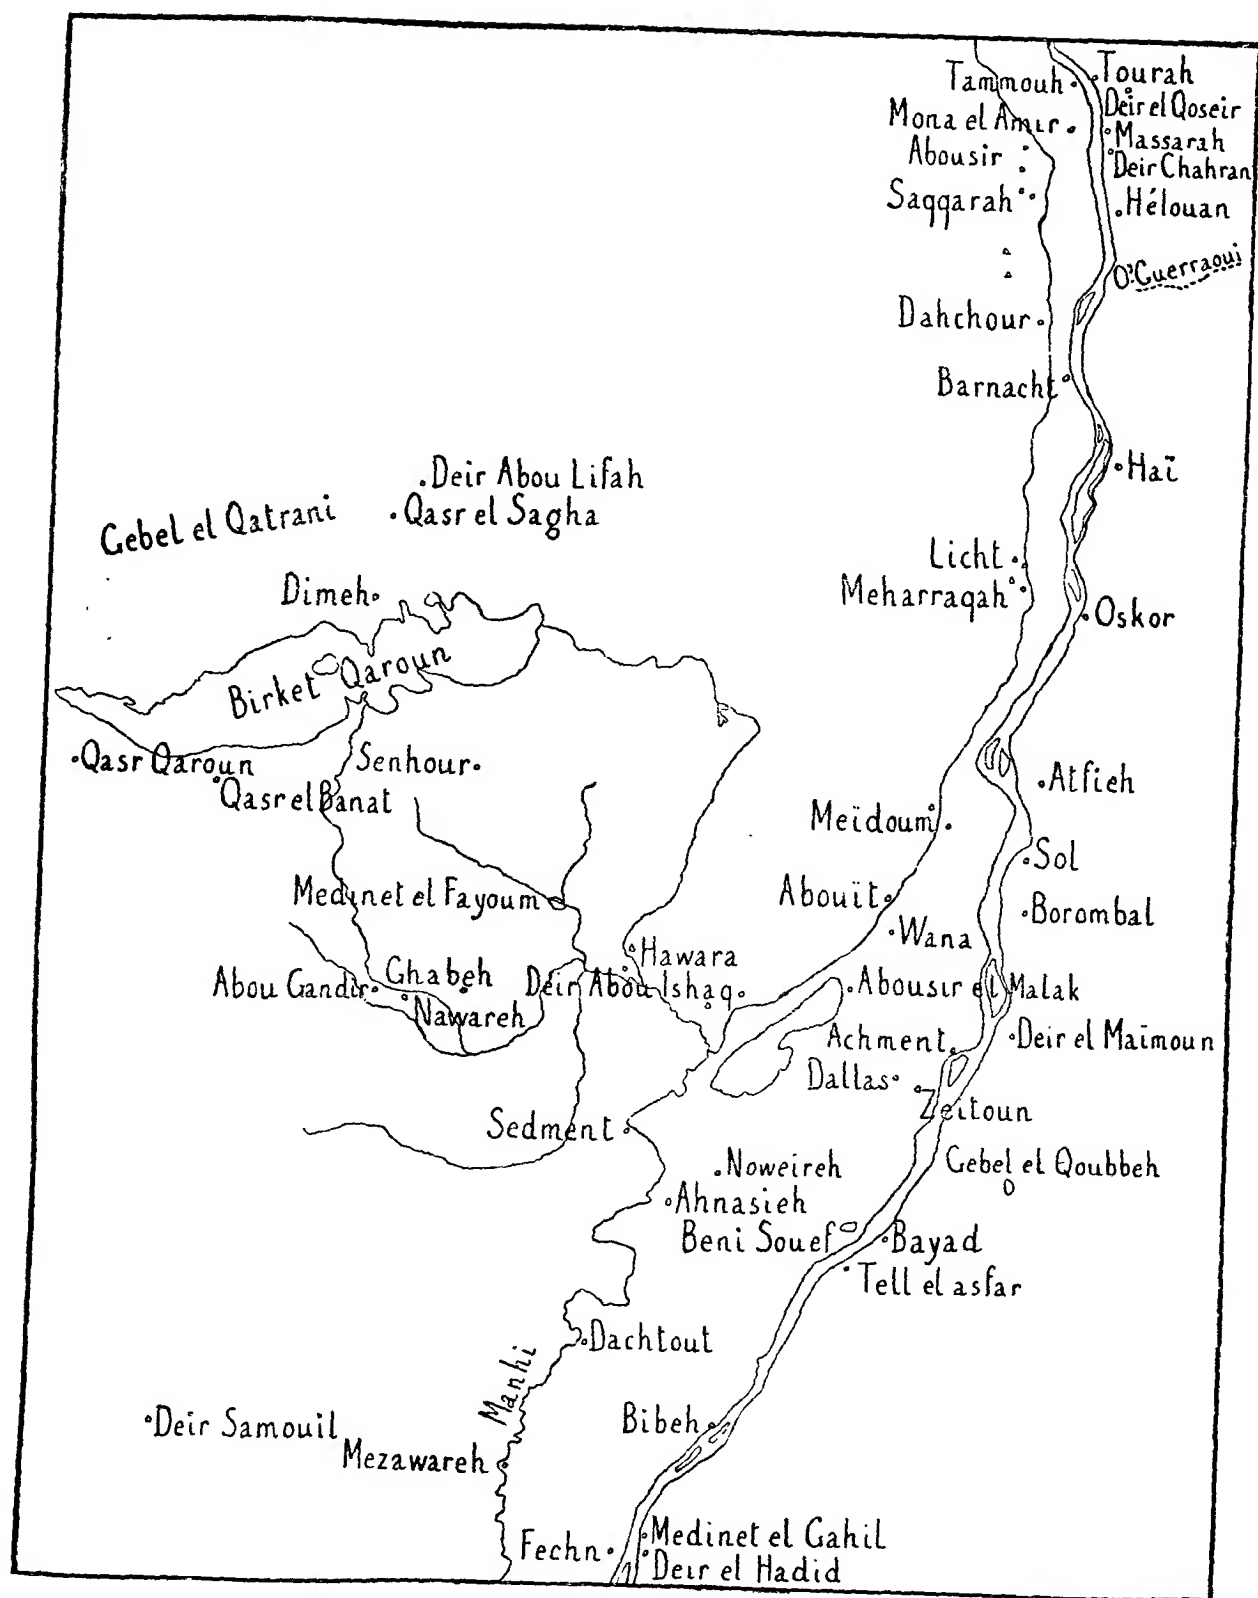 Tammouh
Tourah
Deir el Qoseir
Mona el Amir
Massarah
Abousir
Deir Chahran
Saqqarah
Hélouan
O. Guerraoui
Dahchour
Barnacht
Haï
Deir Abou Lifah
Gebel el Qatrani
Qasr el Sagha
Licht
Dimeh
Meharraqah
Oskor
Birket Qaroun
Qasr Qaroun
Senhour
Atfieh
Qasr el Banat
Meïdoum
Sol
Medinet el Fayoum
Abouït
Borombal
Wana
Hawara
Abou Gandir
Ghabeh
Deir Abou Ishaq
Abousir el Malak
Nawareh
Achment
Deir el Maïmoun
Dallas
Zeitoun
Sedment
Noweireh
Gebel el Qoubbeh
Ahnasieh
Beni Souef
Bayad
Tell el asfar
Dachtout
Manhi
Deir Samouil
Bibeh
Mezawareh
Medinet el Gahil
Fechn
Deir el Hadid